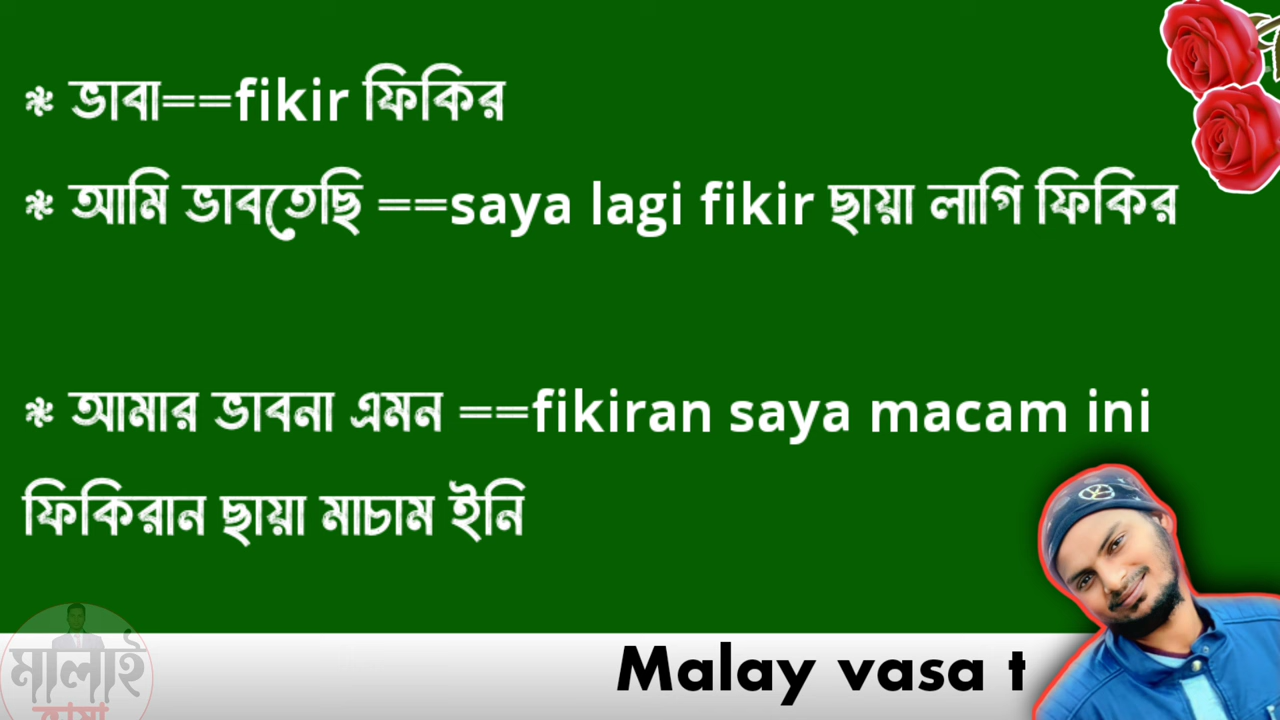 * ভাবা==fikir ফিকির
* আমি ভাবতেছি ==saya lagi fikir ছায়া লাগি ফিকির
* আমার ভাবনা এমন ==fikiran saya macam ini
ফিকিরান ছায়া মাচাম ইনি
Malay vasa t
মালাই
ভাষা